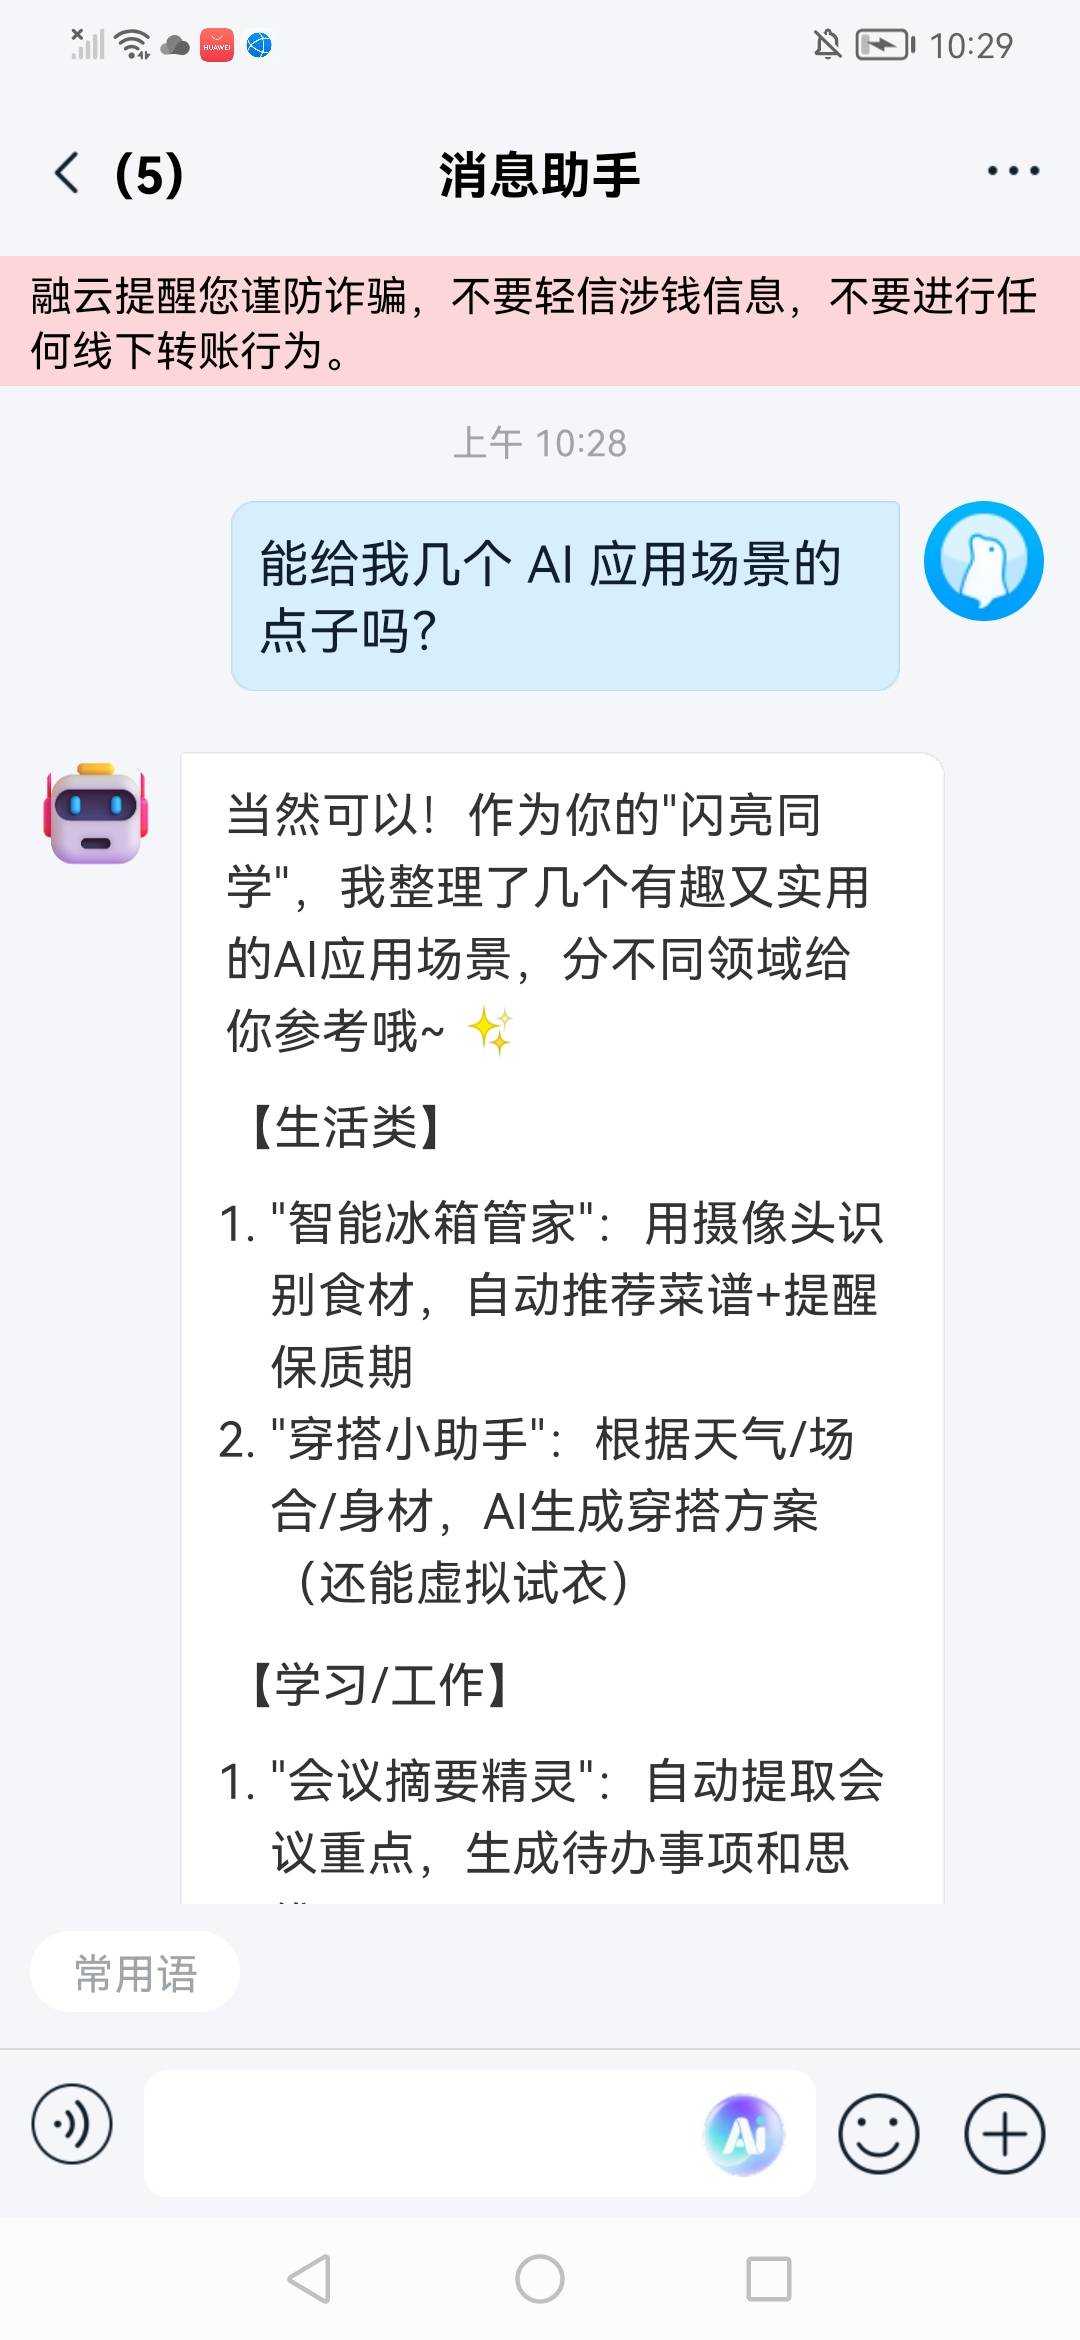 HUAWEI
10:29
(5)
消息助手
融云提醒您谨防诈骗，不要轻信涉钱信息，不要进行任
何线下转账行为。
上午 10:28
能给我几个 AI 应用场景的
点子吗？
当然可以！作为你的"闪亮同
学"，我整理了几个有趣又实用
的AI应用场景，分不同领域给
你参考哦~ ✨
【生活类】
1. "智能冰箱管家"：用摄像头识
别食材，自动推荐菜谱+提醒
保质期
2. "穿搭小助手"：根据天气/场
合/身材，AI生成穿搭方案
（还能虚拟试衣）
【学习/工作】
1. "会议摘要精灵"：自动提取会
议重点，生成待办事项和思
常用语
Ai